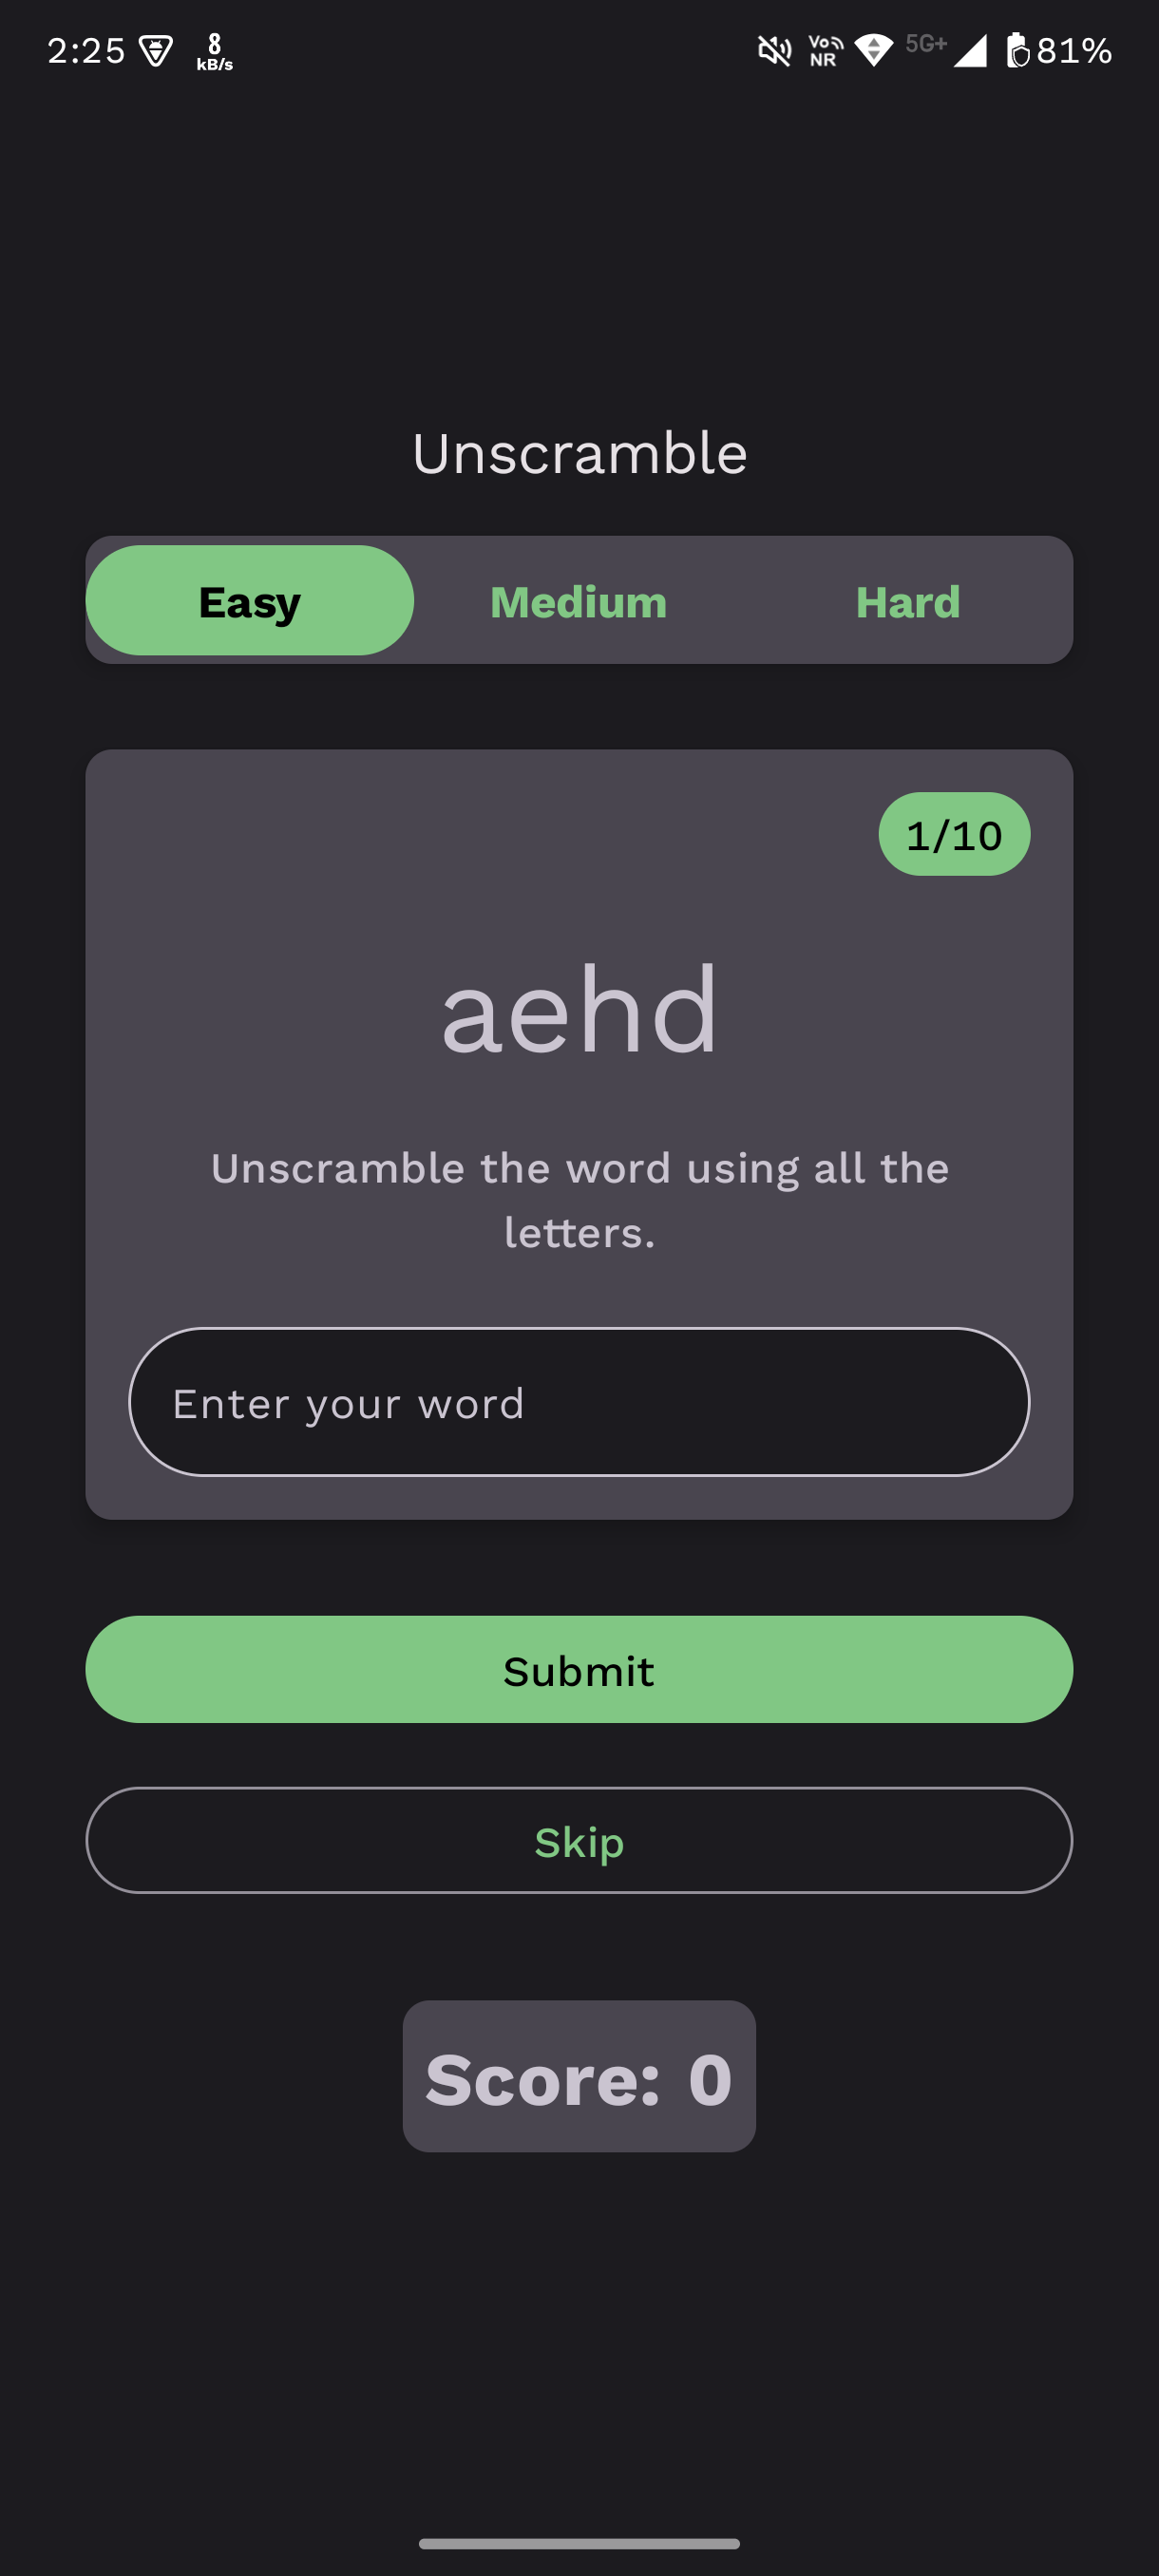 2:25 8 kB/s Vo NR 5G+ 81%
Unscramble
Easy Medium Hard
1/10
aehd
Unscramble the word using all the
letters.
Enter your word
Submit
Skip
Score: 0